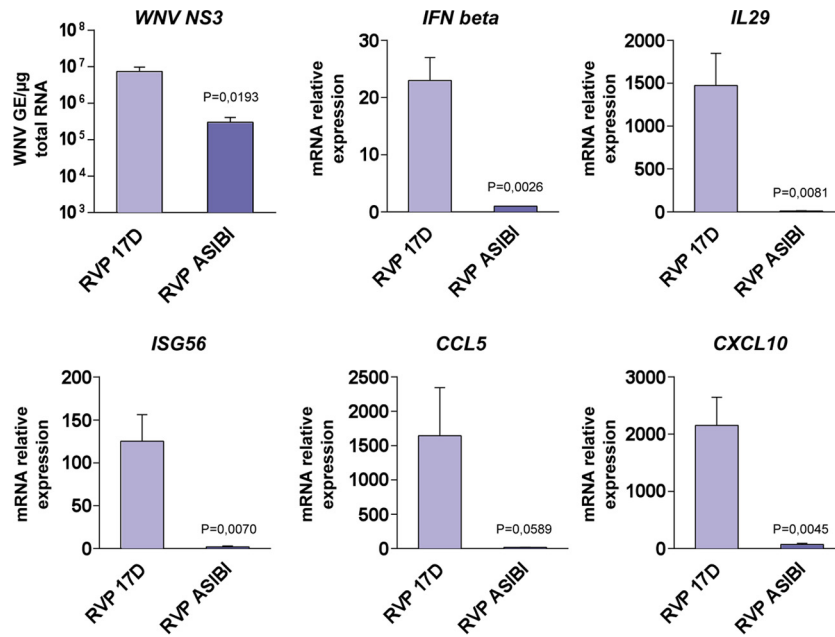 WNV NS3
WNV GE/µg
total RNA
10⁸
10⁷
10⁶
10⁵
10⁴
10³
P=0,0193
RVP 17D
RVP ASIBI
IFN beta
mRNA relative
expression
30
20
10
0
P=0,0026
RVP 17D
RVP ASIBI
IL29
mRNA relative
expression
2000
1500
1000
500
0
P=0,0081
RVP 17D
RVP ASIBI
ISG56
mRNA relative
expression
200
150
100
50
0
P=0,0070
RVP 17D
RVP ASIBI
CCL5
mRNA relative
expression
2500
2000
1500
1000
500
0
P=0,0589
RVP 17D
RVP ASIBI
CXCL10
mRNA relative
expression
3000
2000
1000
0
P=0,0045
RVP 17D
RVP ASIBI